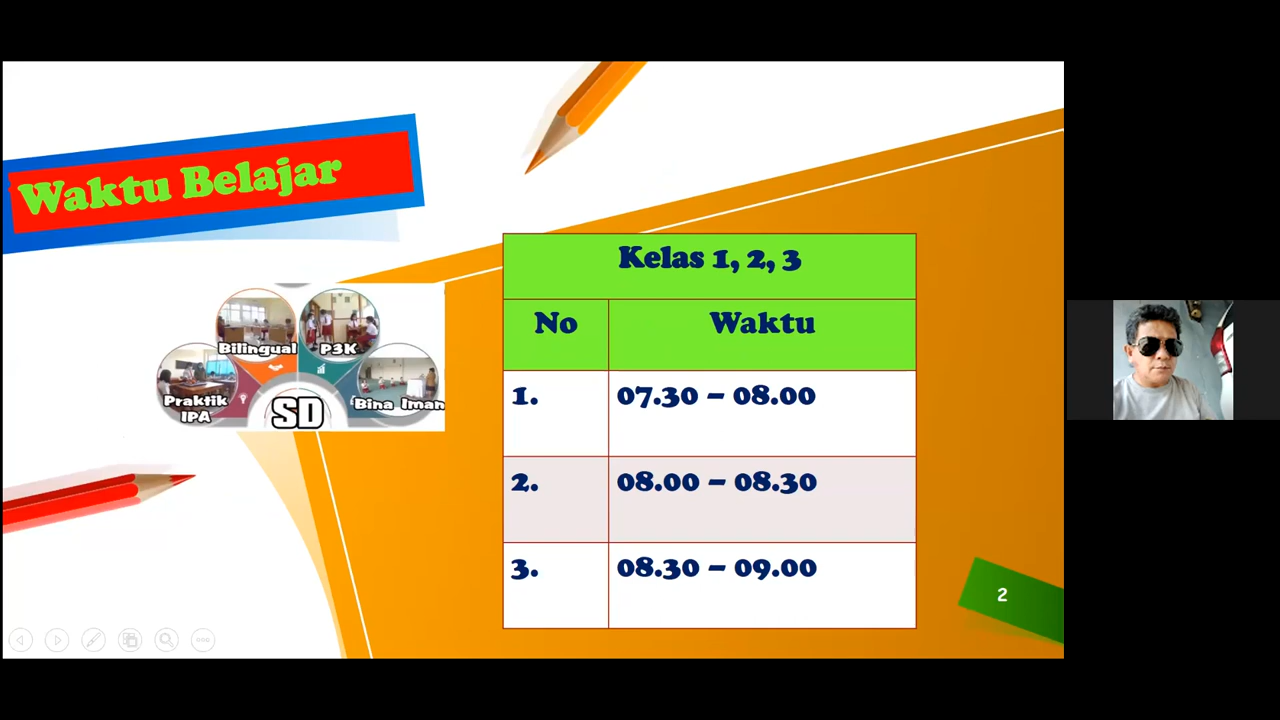 Waktu Belajar
Kelas 1, 2, 3
No Waktu
1. 07.30 – 08.00
2. 08.00 – 08.30
3. 08.30 – 09.00
Bilingual P3K
Praktik IPA
SD
Bina Iman
2